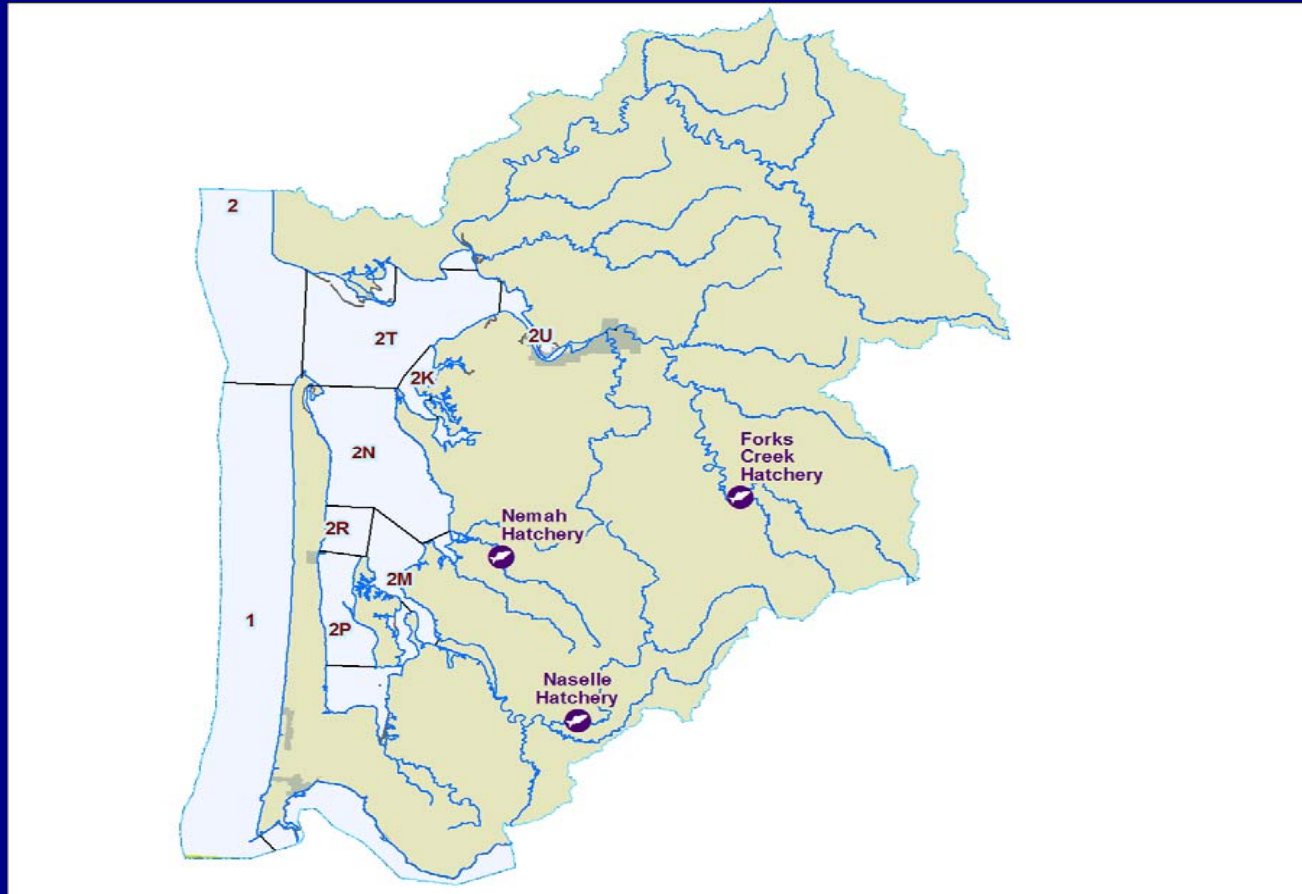 2
2T
2U
2K
2N
Forks
Creek
Hatchery
Nemah
Hatchery
2R
2M
1
2P
Naselle
Hatchery